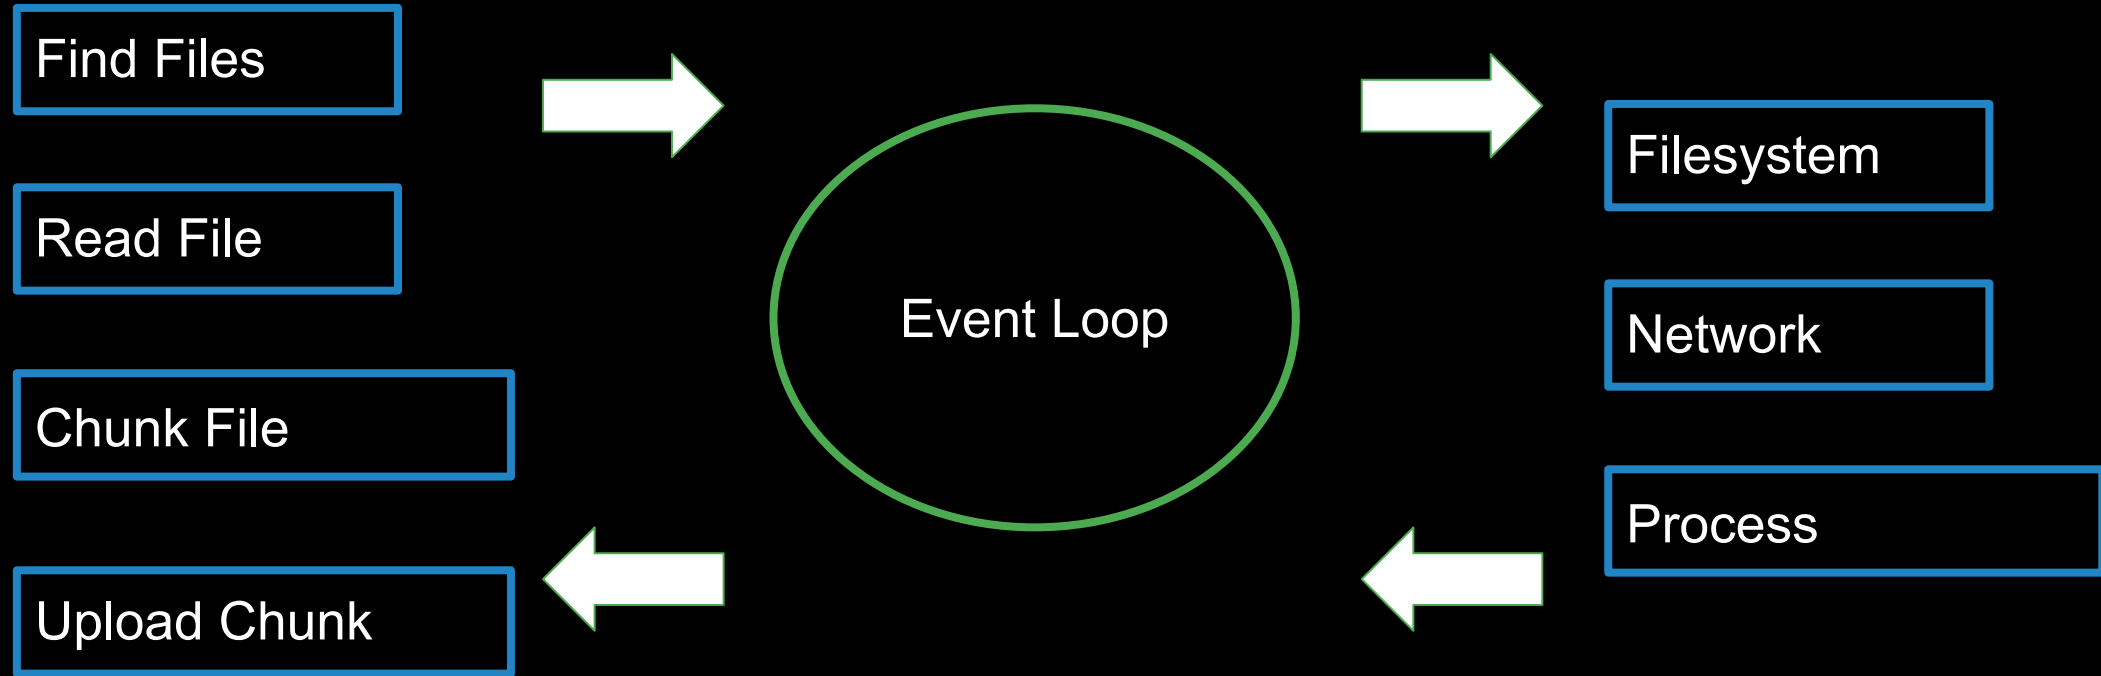 Find Files
Read File
Chunk File
Upload Chunk
Event Loop
Filesystem
Network
Process